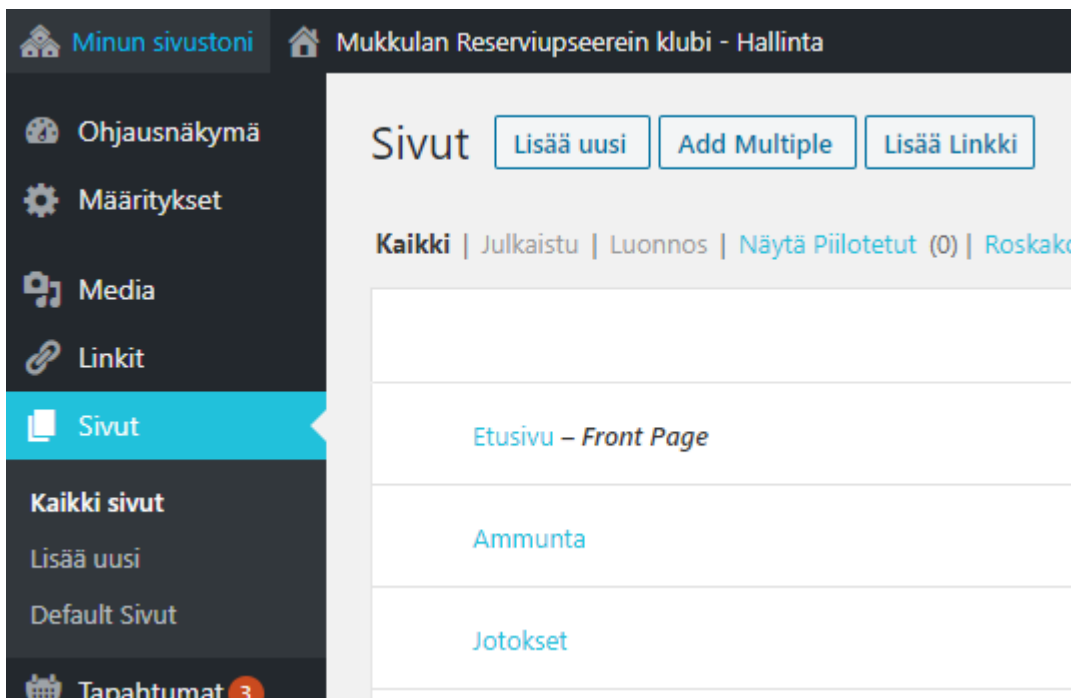 Minun sivustoni Mukkulan Reserviupseerein klubi - Hallinta
Ohjausnäkymä
Määritykset
Media
Linkit
Sivut
Kaikki sivut
Lisää uusi
Default Sivut
Tapahtumat 3
Sivut Lisää uusi Add Multiple Lisää Linkki
Kaikki | Julkaistu | Luonnos | Näytä Piilotetut (0) |
Etusivu – Front Page
Ammunta
Jotokset